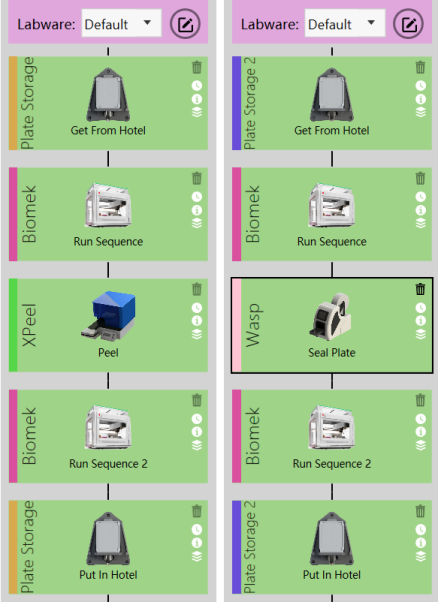 Labware: Default
Plate Storage
Get From Hotel
Biomek
Run Sequence
XPeel
Peel
Biomek
Run Sequence 2
Plate Storage
Put In Hotel
Labware: Default
Plate Storage 2
Get From Hotel
Biomek
Run Sequence
Wasp
Seal Plate
Biomek
Run Sequence 2
Plate Storage 2
Put In Hotel